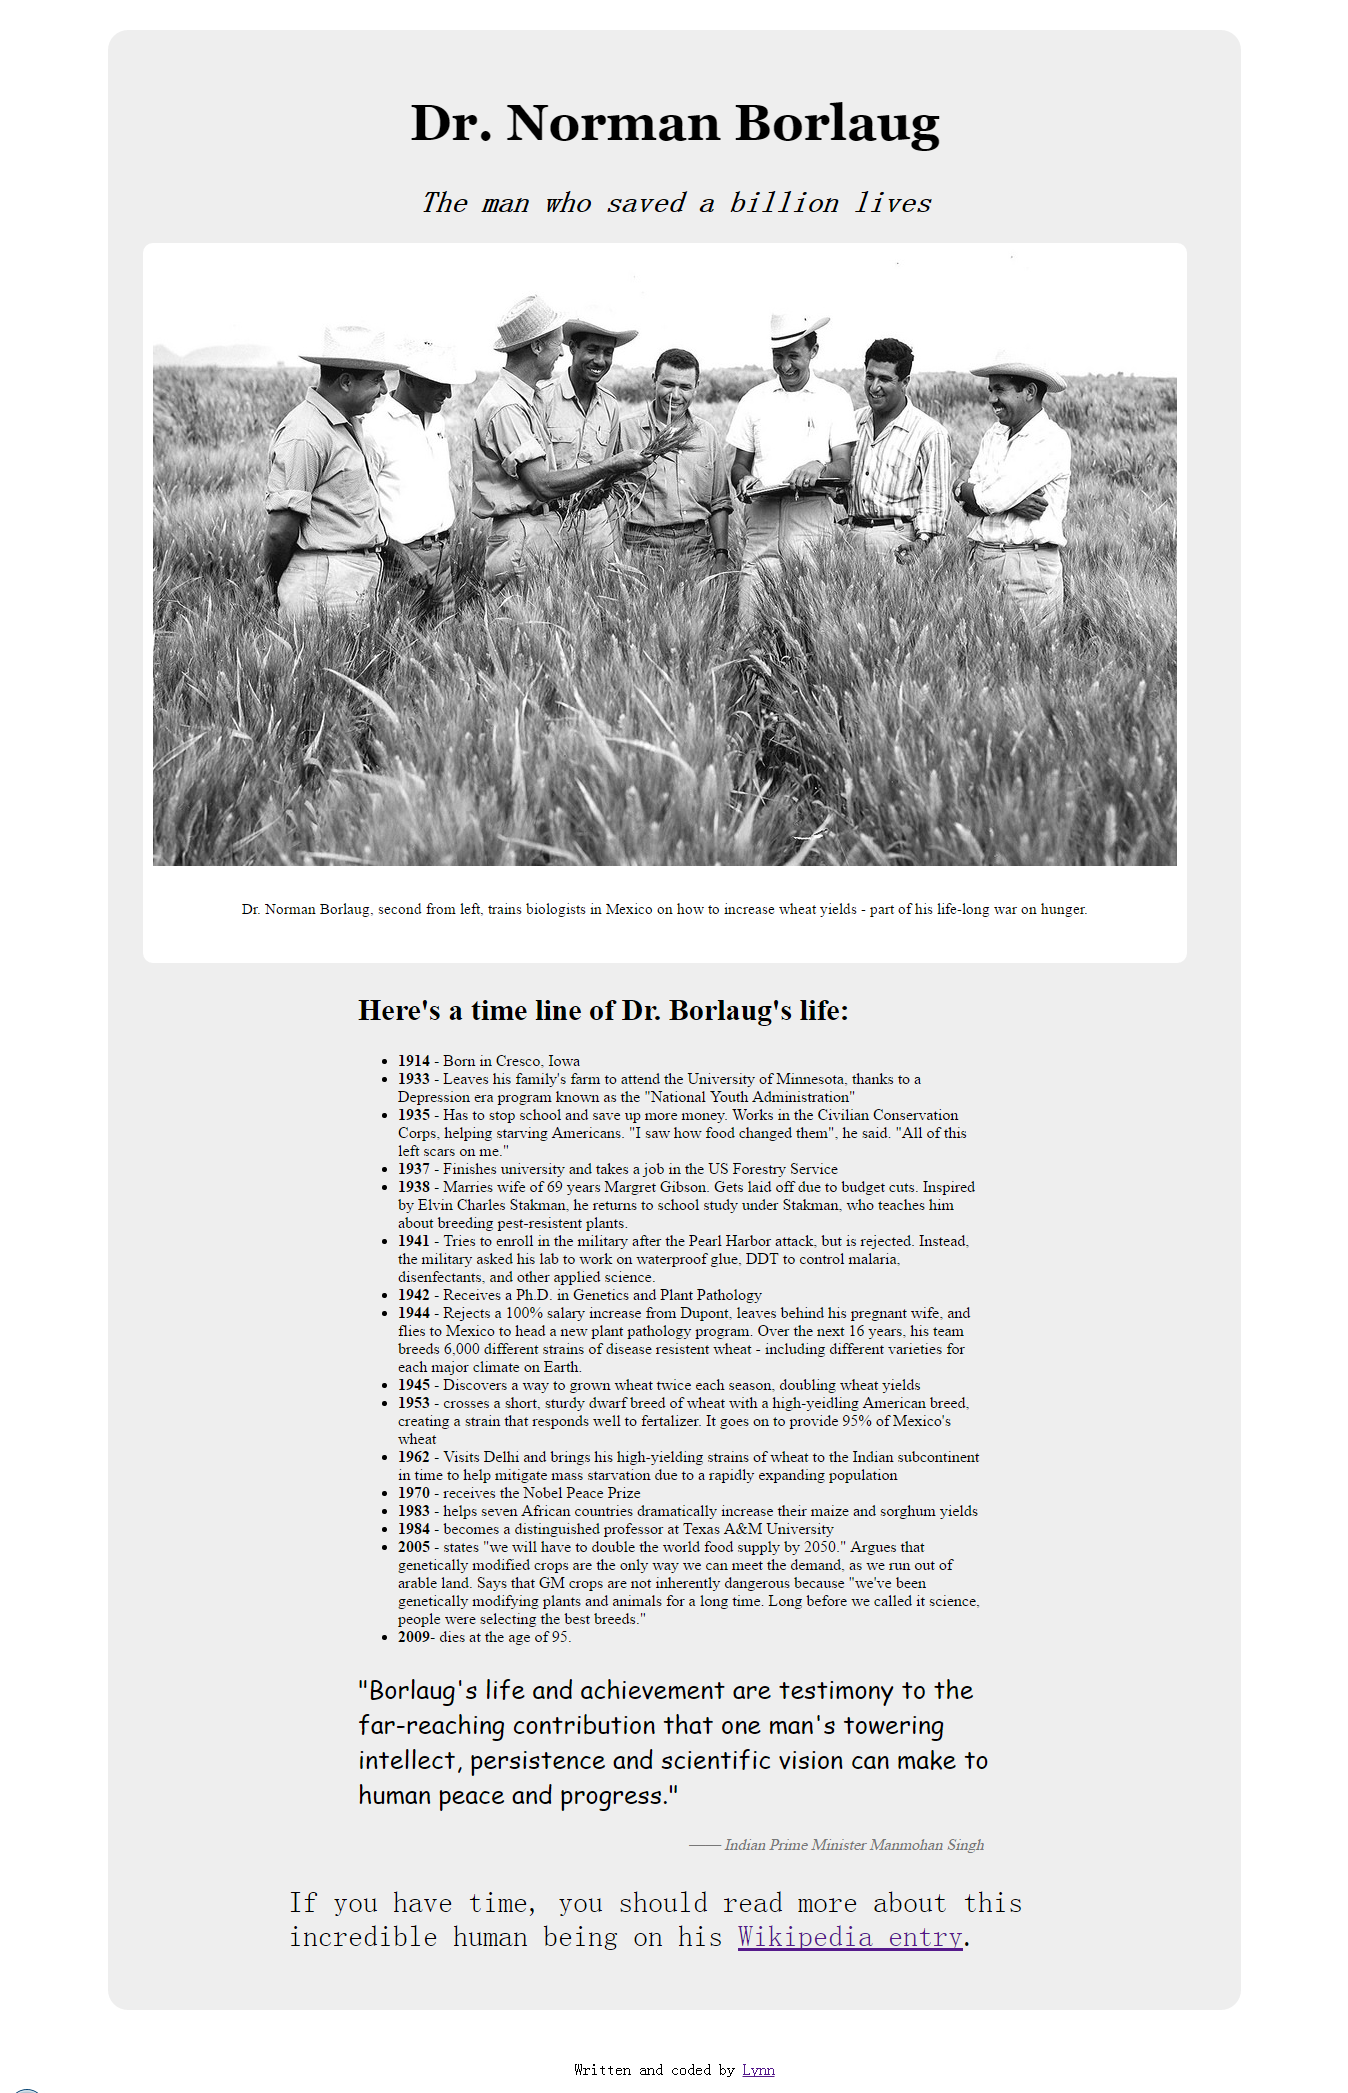 Dr. Norman Borlaug
The man who saved a billion lives
Dr. Norman Borlaug, second from left, trains biologists in Mexico on how to increase wheat yields - part of his life-long war on hunger.
Here's a time line of Dr. Borlaug's life:
1914 - Born in Cresco, Iowa
1933 - Leaves his family's farm to attend the University of Minnesota, thanks to a
Depression era program known as the "National Youth Administration"
1935 - Has to stop school and save up more money. Works in the Civilian Conservation
Corps, helping starving Americans. "I saw how food changed them", he said. "All of this
left scars on me."
1937 - Finishes university and takes a job in the US Forestry Service
1938 - Marries wife of 69 years Margret Gibson. Gets laid off due to budget cuts. Inspired
by Elvin Charles Stakman, he returns to school study under Stakman, who teaches him
about breeding pest-resistent plants.
1941 - Tries to enroll in the military after the Pearl Harbor attack, but is rejected. Instead,
the military asked his lab to work on waterproof glue, DDT to control malaria,
disenfectants, and other applied science.
1942 - Receives a Ph.D. in Genetics and Plant Pathology
1944 - Rejects a 100% salary increase from Dupont, leaves behind his pregnant wife, and
flies to Mexico to head a new plant pathology program. Over the next 16 years, his team
breeds 6,000 different strains of disease resistent wheat - including different varieties for
each major climate on Earth.
1945 - Discovers a way to grown wheat twice each season, doubling wheat yields
1953 - crosses a short, sturdy dwarf breed of wheat with a high-yeidling American breed,
creating a strain that responds well to fertalizer. It goes on to provide 95% of Mexico's
wheat
1962 - Visits Delhi and brings his high-yielding strains of wheat to the Indian subcontinent
in time to help mitigate mass starvation due to a rapidly expanding population
1970 - receives the Nobel Peace Prize
1983 - helps seven African countries dramatically increase their maize and sorghum yields
1984 - becomes a distinguished professor at Texas A&M University
2005 - states "we will have to double the world food supply by 2050." Argues that
genetically modified crops are the only way we can meet the demand, as we run out of
arable land. Says that GM crops are not inherently dangerous because "we've been
genetically modifying plants and animals for a long time. Long before we called it science,
people were selecting the best breeds."
2009- dies at the age of 95.
"Borlaug's life and achievement are testimony to the
far-reaching contribution that one man's towering
intellect, persistence and scientific vision can make to
human peace and progress."
—— Indian Prime Minister Manmohan Singh
If you have time, you should read more about this
incredible human being on his Wikipedia entry.
Written and coded by Lynn